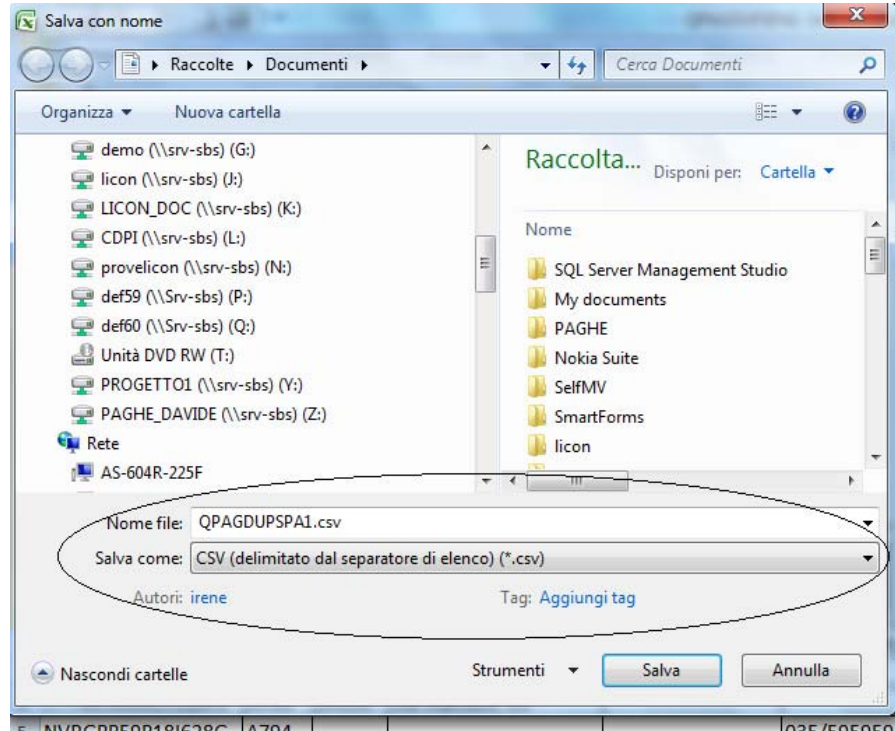 Salva con nome
Raccolte Documenti
Cerca Documenti
Organizza
Nuova cartella
demo (\\srv-sbs) (G:)
licon (\\srv-sbs) (J:)
LICON_DOC (\\srv-sbs) (K:)
CDPI (\\srv-sbs) (L:)
provelicon (\\srv-sbs) (N:)
def59 (\\Srv-sbs) (P:)
def60 (\\Srv-sbs) (Q:)
Unità DVD RW (T:)
PROGETTO1 (\\srv-sbs) (Y:)
PAGHE_DAVIDE (\\srv-sbs) (Z:)
Rete
AS-604R-225F
Raccolta... Disponi per: Cartella
Nome
SQL Server Management Studio
My documents
PAGHE
Nokia Suite
SelfMV
SmartForms
licon
Nome file: QPAGDUPSPA1.csv
Salva come: CSV (delimitato dal separatore di elenco) (*.csv)
Autori: irene
Tag: Aggiungi tag
Nascondi cartelle
Strumenti
Salva
Annulla